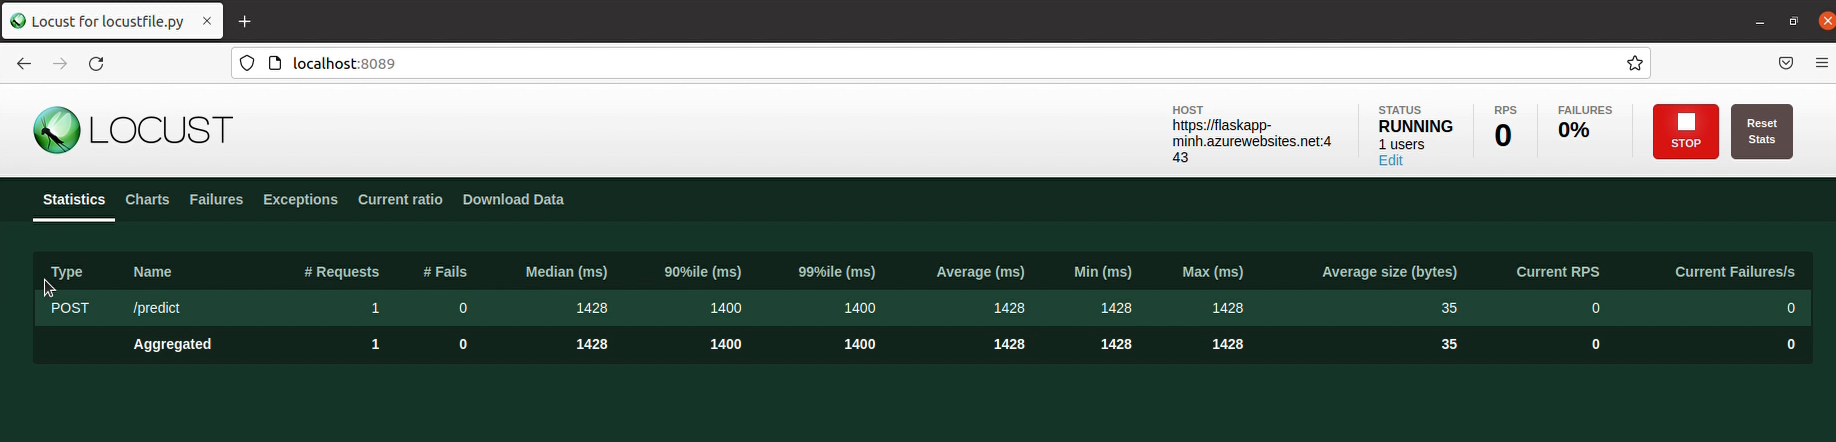 Locust for locustfile.py
localhost:8089
LOCUST
HOST
https://flaskapp-
minh.azurewebsites.net:4
43
STATUS
RUNNING
1 users
Edit
RPS
0
FAILURES
0%
STOP
Reset
Stats
Statistics Charts Failures Exceptions Current ratio Download Data
Type Name # Requests # Fails Median (ms) 90%ile (ms) 99%ile (ms) Average (ms) Min (ms) Max (ms) Average size (bytes) Current RPS Current Failures/s
POST /predict 1 0 1428 1400 1400 1428 1428 1428 35 0 0
Aggregated 1 0 1428 1400 1400 1428 1428 1428 35 0 0